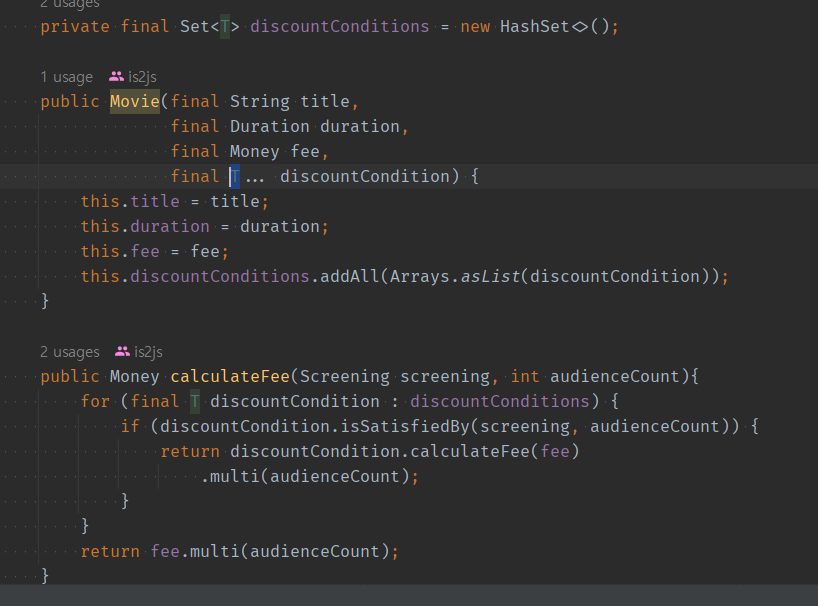 2 usages
private final Set<T> discountConditions = new HashSet<>();
1 usage is2js
public Movie(final String title,
final Duration duration,
final Money fee,
final T... discountCondition) {
this.title = title;
this.duration = duration;
this.fee = fee;
this.discountConditions.addAll(Arrays.asList(discountCondition));
}
2 usages is2js
public Money calculateFee(Screening screening, int audienceCount){
for (final T discountCondition : discountConditions) {
if (discountCondition.isSatisfiedBy(screening, audienceCount)) {
return discountCondition.calculateFee(fee)
.multi(audienceCount);
}
}
return fee.multi(audienceCount);
}